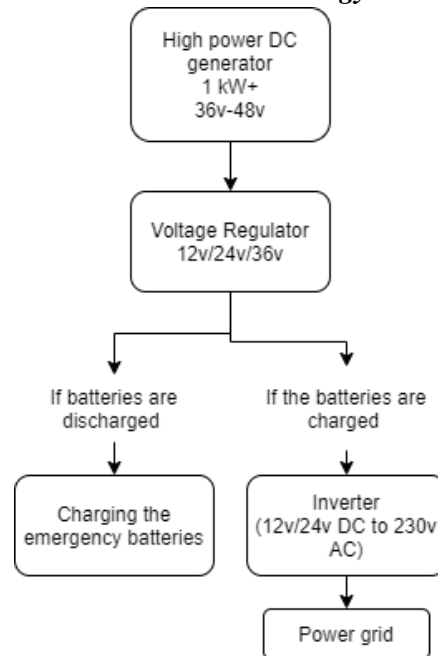 High power DC
generator
1 kW+
36v-48v
Voltage Regulator
12v/24v/36v
If batteries are
discharged
If the batteries are
charged
Charging the
emergency batteries
Inverter
(12v/24v DC to 230v
AC)
Power grid